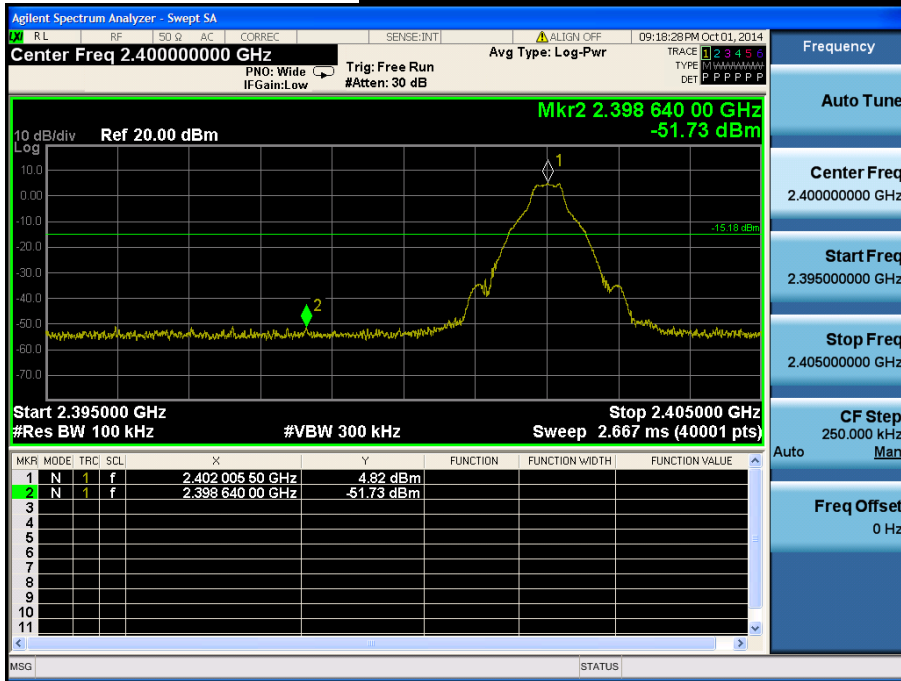 Agilent Spectrum Analyzer - Swept SA
LXI RL RF 50 Ω AC CORREC SENSE:INT ALIGN OFF 09:18:28 PM Oct 01, 2014
Center Freq 2.400000000 GHz
PNO: Wide
IFGain:Low
Trig: Free Run
#Atten: 30 dB
Avg Type: Log-Pwr
TRACE 1 2 3 4 5 6
TYPE MWWWWW
DET P P P P P P
Mkr2 2.398 640 00 GHz
-51.73 dBm
10 dB/div Ref 20.00 dBm
Log
10.0
0.00
-10.0
-20.0
-30.0
-40.0
-50.0
-60.0
-70.0
1
2
-15.18 dBm
Start 2.395000 GHz Stop 2.405000 GHz
#Res BW 100 kHz #VBW 300 kHz Sweep 2.667 ms (40001 pts)
MKR MODE TRC SCL X Y FUNCTION FUNCTION WIDTH FUNCTION VALUE
1 N 1 f 2.402 005 50 GHz 4.82 dBm
2 N 1 f 2.398 640 00 GHz -51.73 dBm
3
4
5
6
7
8
9
10
11
MSG STATUS
Frequency
Auto Tune
Center Freq
2.400000000 GHz
Start Freq
2.395000000 GHz
Stop Freq
2.405000000 GHz
CF Step
250.000 kHz
Auto Man
Freq Offset
0 Hz